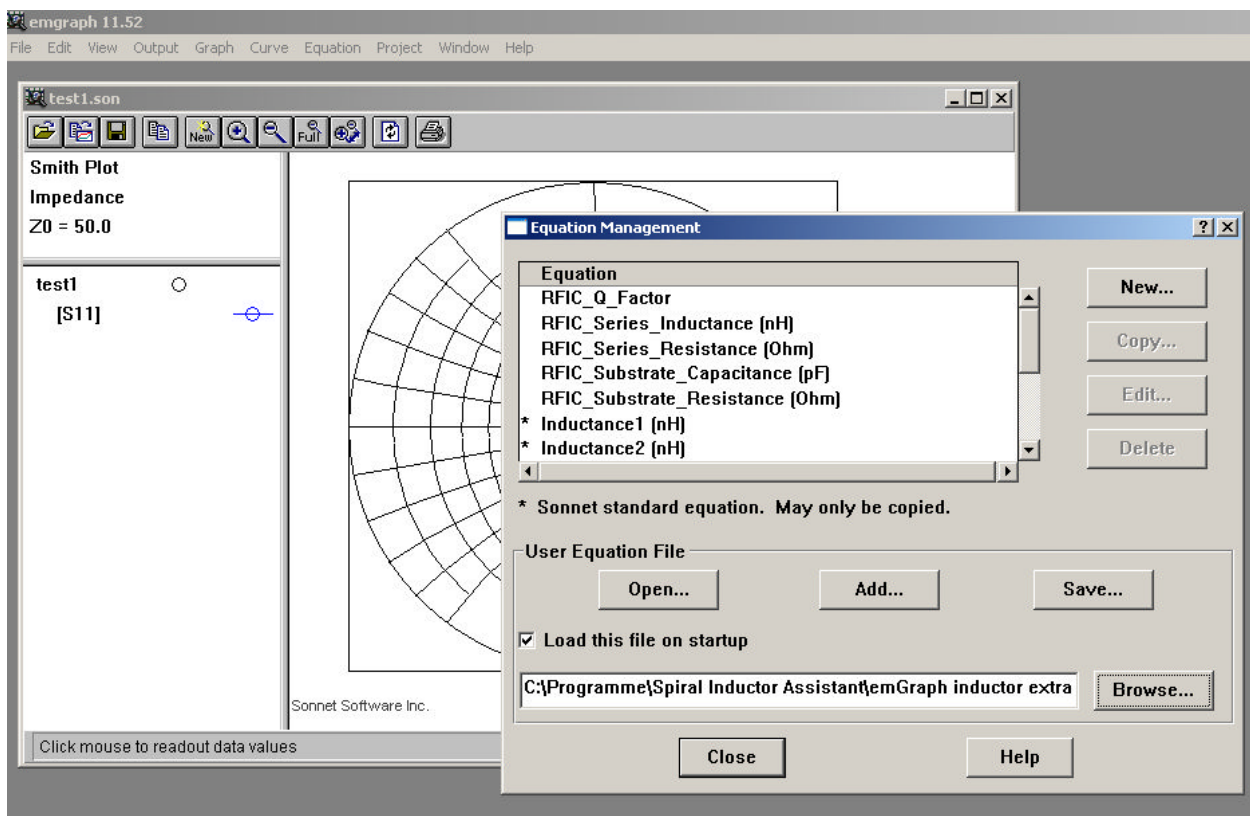 emgraph 11.52
File Edit View Output Graph Curve Equation Project Window Help
test1.son
New
Full
Smith Plot
Impedance
Z0 = 50.0
test1
[S11]
Sonnet Software Inc.
Click mouse to readout data values
Equation Management
Equation
RFIC_Q_Factor
RFIC_Series_Inductance (nH)
RFIC_Series_Resistance (Ohm)
RFIC_Substrate_Capacitance (pF)
RFIC_Substrate_Resistance (Ohm)
* Inductance1 (nH)
* Inductance2 (nH)
New...
Copy...
Edit...
Delete
* Sonnet standard equation. May only be copied.
User Equation File
Open... Add... Save...
Load this file on startup
C:\Programme\Spiral Inductor Assistant\emGraph inductor extra
Browse...
Close Help